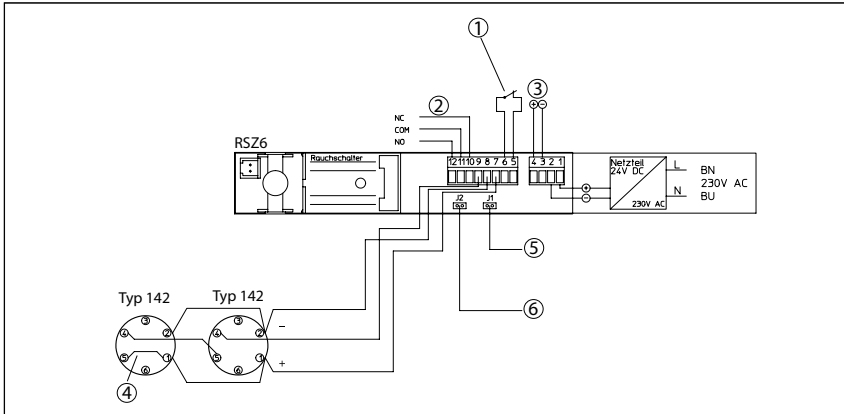 ①
② ③
NC
COM
NO
RSZ6
Rauchschalter
12 11 10 9 8 7 6 5
4 3 2 1
⊕ ⊖
Netzteil
24V DC
230V AC
L BN
230V AC
N BU
⊕
⊖
J2 J1
⑤
⑥
Typ 142 Typ 142
3 3
4 2 4 2
5 1 5 1
6 6
−
+
④